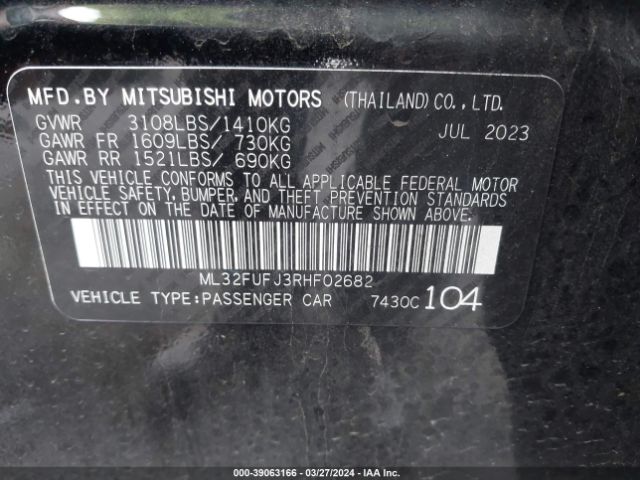 MFD.BY MITSUBISHI MOTORS (THAILAND)CO.,LTD.
GVWR 3108LBS/1410KG JUL 2023
GAWR FR 1609LBS/ 730KG
GAWR RR 1521LBS/ 690KG
THIS VEHICLE CONFORMS TO ALL APPLICABLE FEDERAL MOTOR
VEHICLE SAFETY, BUMPER, AND THEFT PREVENTION STANDARDS
IN EFFECT ON THE DATE OF MANUFACTURE SHOWN ABOVE.
ML32FUFJ3RHF02682
VEHICLE TYPE:PASSENGER CAR 7430C 104
000-39063166 - 03/27/2024 - IAA Inc.